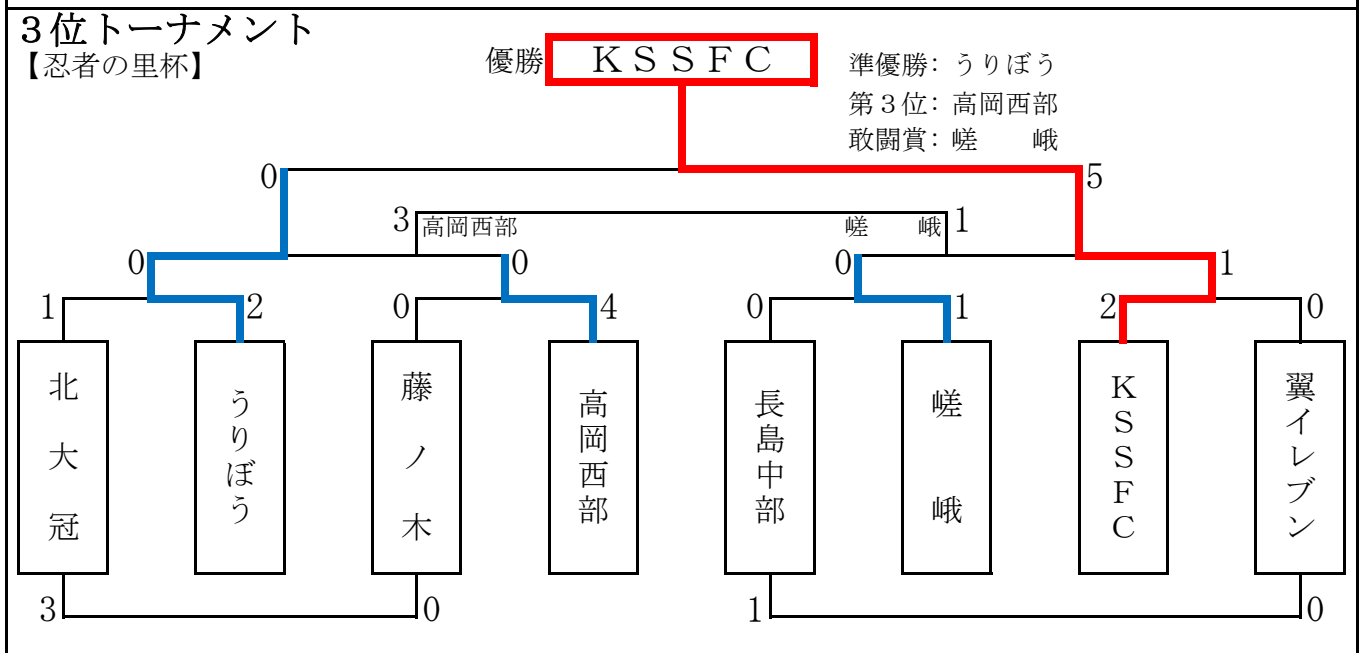 ３位トーナメント
【忍者の里杯】
優勝 ＫＳＳＦＣ
準優勝：うりぼう
第３位：高岡西部
敢闘賞：嵯　　峨
0 5
3 高岡西部 嵯　　峨 1
0 0 0 1
1 2 0 4 0 1 2 0
北大冠
うりぼう
藤ノ木
高岡西部
長島中部
嵯峨
ＫＳＳＦＣ
翼イレブン
3 0 1 0